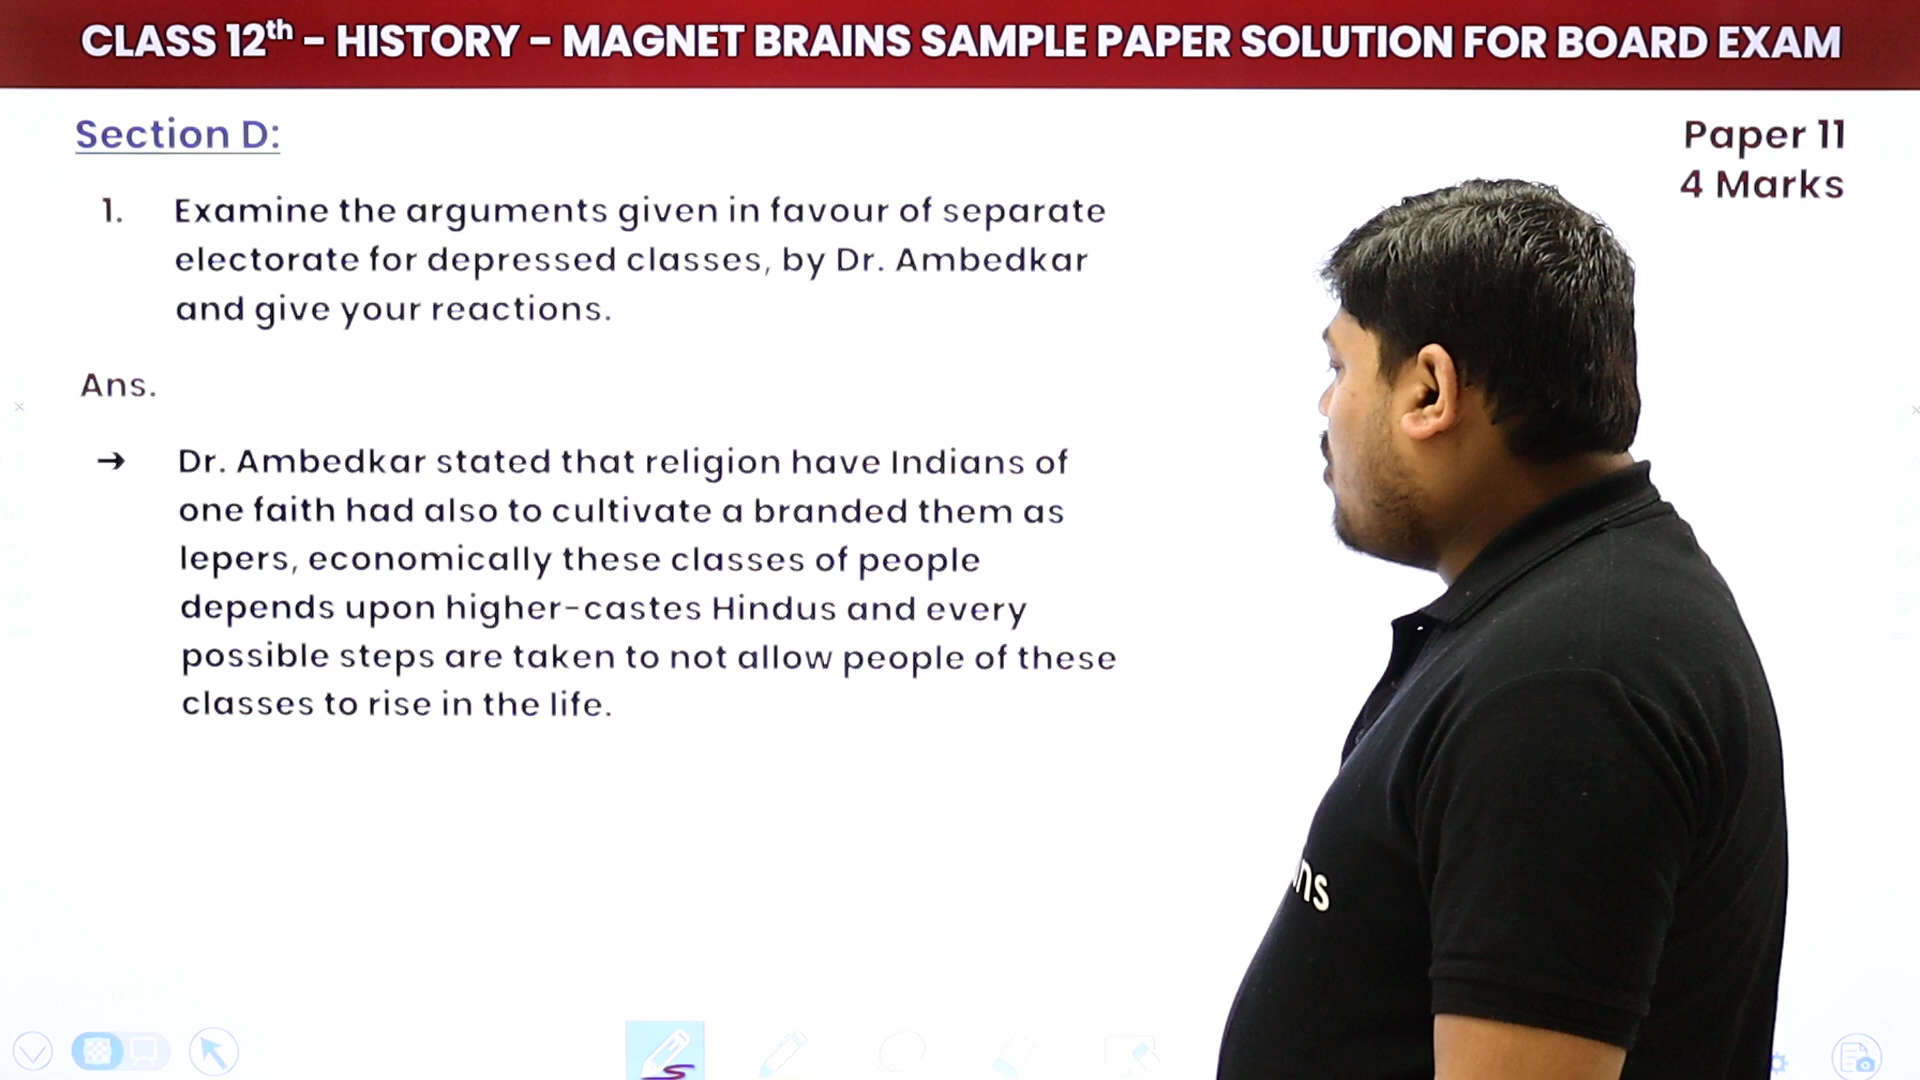 CLASS 12th - HISTORY - MAGNET BRAINS SAMPLE PAPER SOLUTION FOR BOARD EXAM
Section D:
Paper 11
4 Marks
1. Examine the arguments given in favour of separate
electorate for depressed classes, by Dr. Ambedkar
and give your reactions.
Ans.
→ Dr. Ambedkar stated that religion have Indians of
one faith had also to cultivate a branded them as
lepers, economically these classes of people
depends upon higher-castes Hindus and every
possible steps are taken to not allow people of these
classes to rise in the life.
ns